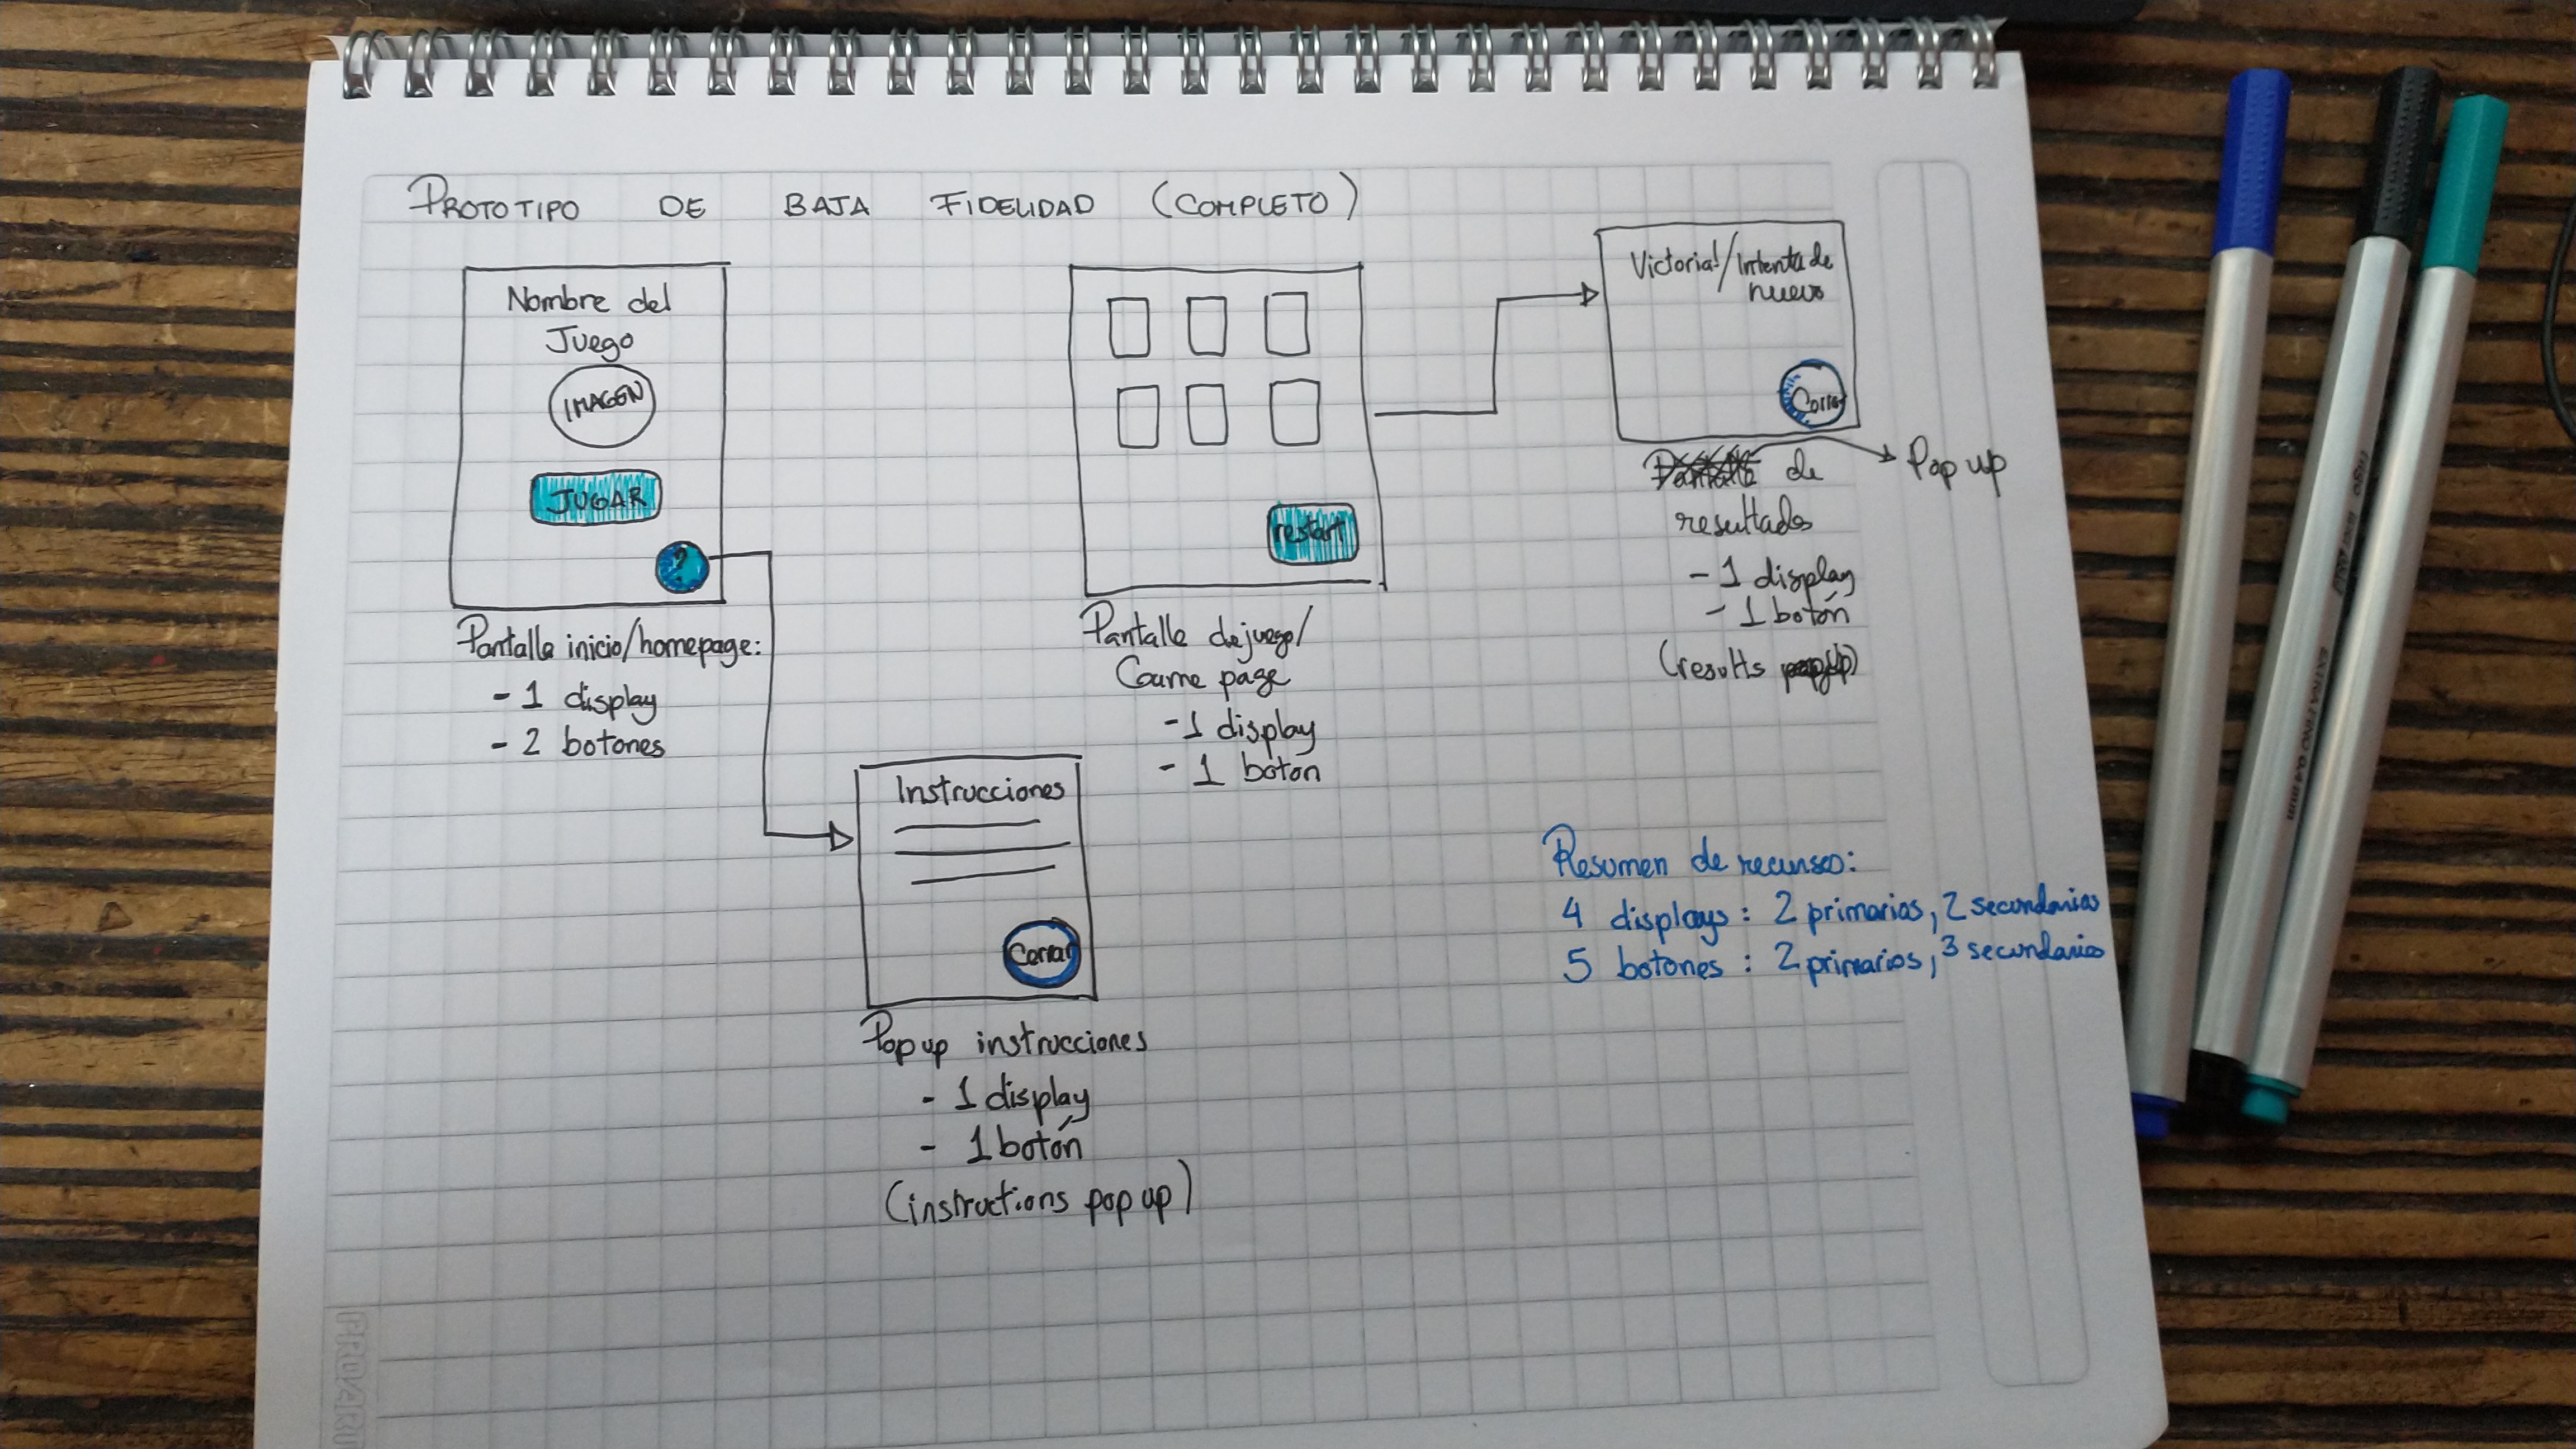 PROTOTIPO DE BAJA FIDELIDAD (COMPLETO)
Nombre del
Juego
IMAGEN
JUGAR
?
Pantalla inicio/homepage:
- 1 display
- 2 botones
Instrucciones
Cerrar
Pop up instrucciones
- 1 display
- 1 botón
(instructions pop up)
restart
Pantalla de juego/
Game page
- 1 display
- 1 boton
Victoria!/Intenta de
nuevo
Cerrar
Pantalla de
resultados
- 1 display
- 1 botón
(results popup)
Pop up
Resumen de recurso:
4 displays: 2 primarios, 2 secundarios
5 botones: 2 primarios, 3 secundarios